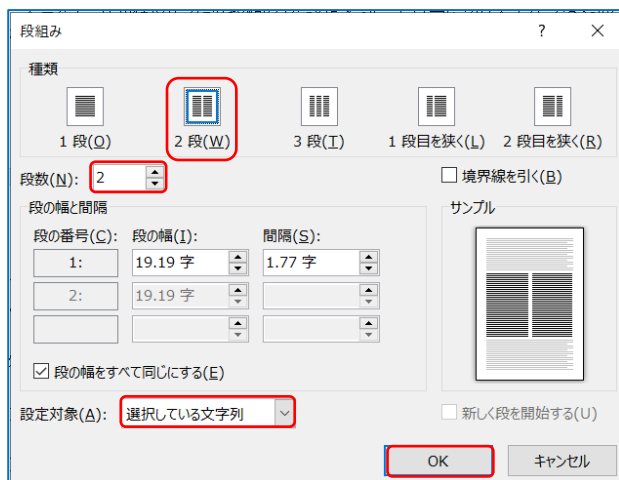 段組み ? ×
種類
1 段(O) 2 段(W) 3 段(T) 1 段目を狭く(L) 2 段目を狭く(R)
段数(N): 2 境界線を引く(B)
段の幅と間隔 サンプル
段の番号(C): 段の幅(I): 間隔(S):
1: 19.19 字 1.77 字
2: 19.19 字
段の幅をすべて同じにする(E)
設定対象(A): 選択している文字列 新しく段を開始する(U)
OK キャンセル